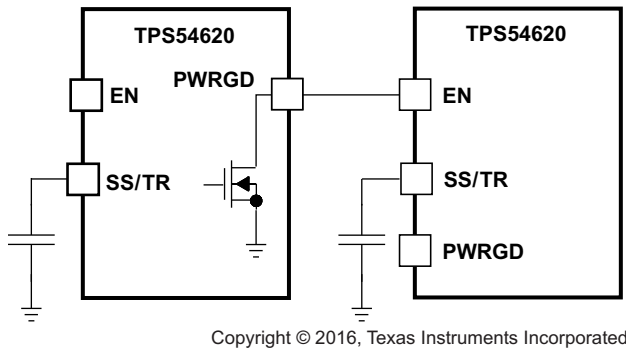 TPS54620
EN
PWRGD
SS/TR
TPS54620
EN
SS/TR
PWRGD
Copyright © 2016, Texas Instruments Incorporated